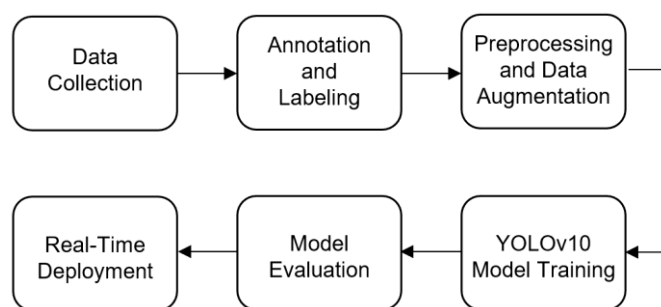 Data
Collection
Annotation
and
Labeling
Preprocessing
and Data
Augmentation
YOLOv10
Model Training
Model
Evaluation
Real-Time
Deployment